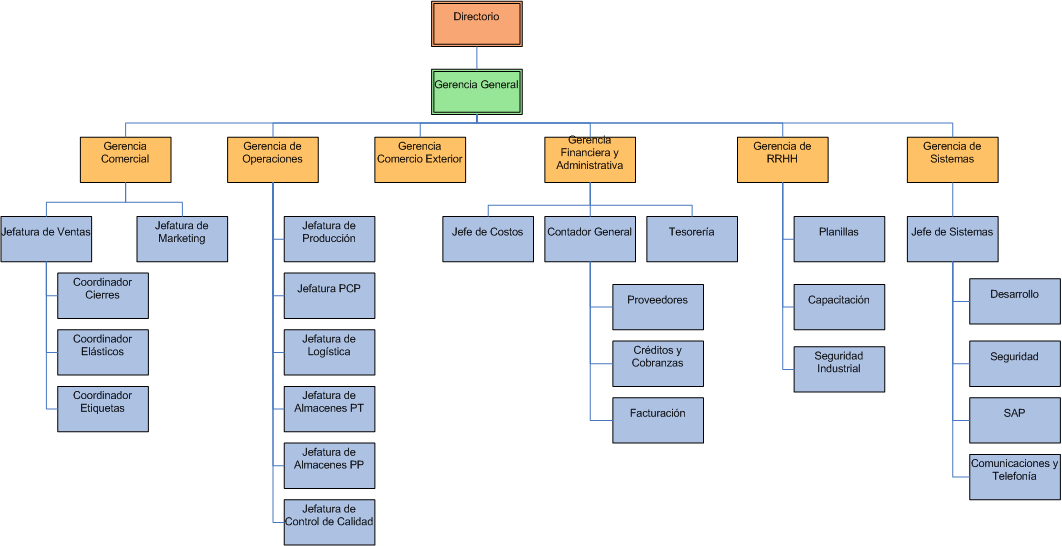 Directorio
Gerencia General
Gerencia
Comercial
Gerencia de
Operaciones
Gerencia
Comercio Exterior
Gerencia
Financiera y
Administrativa
Gerencia de
RRHH
Gerencia de
Sistemas
Jefatura de Ventas
Jefatura de
Marketing
Coordinador
Cierres
Coordinador
Elásticos
Coordinador
Etiquetas
Jefatura de
Producción
Jefatura PCP
Jefatura de
Logística
Jefatura de
Almacenes PT
Jefatura de
Almacenes PP
Jefatura de
Control de Calidad
Jefe de Costos
Contador General
Tesorería
Proveedores
Créditos y
Cobranzas
Facturación
Planillas
Capacitación
Seguridad
Industrial
Jefe de Sistemas
Desarrollo
Seguridad
SAP
Comunicaciones y
Telefonía